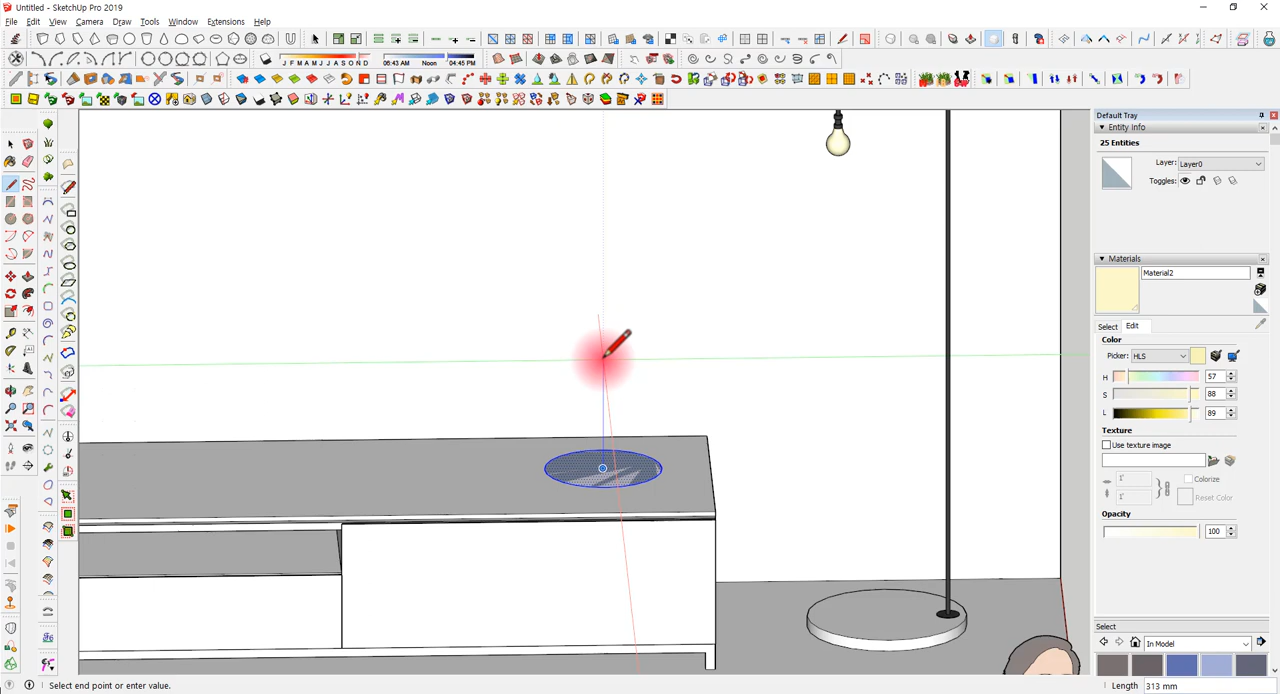 Untitled - SketchUp Pro 2019
File Edit View Camera Draw Tools Window Extensions Help
J F M A M J J A S O N D 06:43 AM Noon 04:45 PM
Default Tray
Entity Info
25 Entities
Layer: Layer0
Toggles:
Materials
Material2
Select Edit
Color
Picker: HLS
H 57
S 88
L 89
Texture
Use texture image
1'
1'
Colorize
Reset Color
Opacity
100
Select
In Model
Select end point or enter value.
Length 313 mm